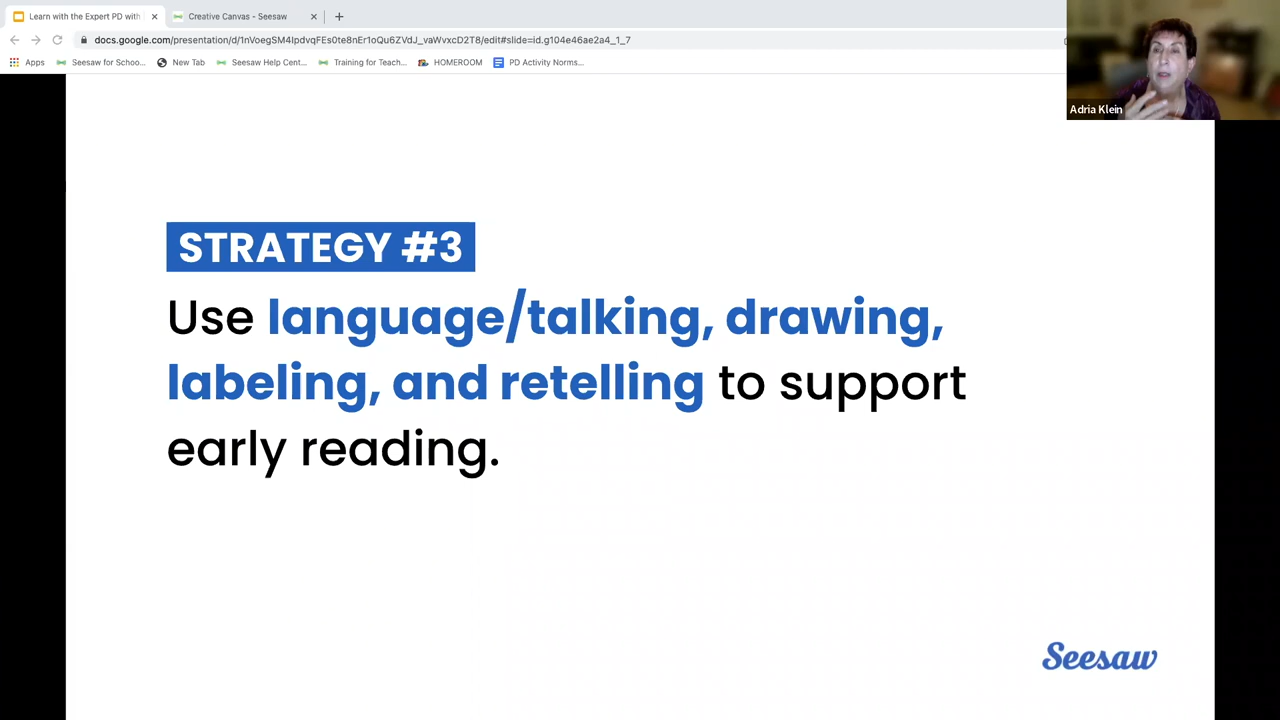 Learn with the Expert PD with
Creative Canvas - Seesaw
docs.google.com/presentation/d/1nVoegSM4IpdvqFEs0te8nEr1oQu6ZVdJ_vaWvxcD2T8/edit#slide=id.g104e46ae2a4_1_7
Apps
Seesaw for Schoo...
New Tab
Seesaw Help Cent...
Training for Teach...
HOMEROOM
PD Activity Norms...
Adria Klein
STRATEGY #3
Use language/talking, drawing,
labeling, and retelling to support
early reading.
Seesaw